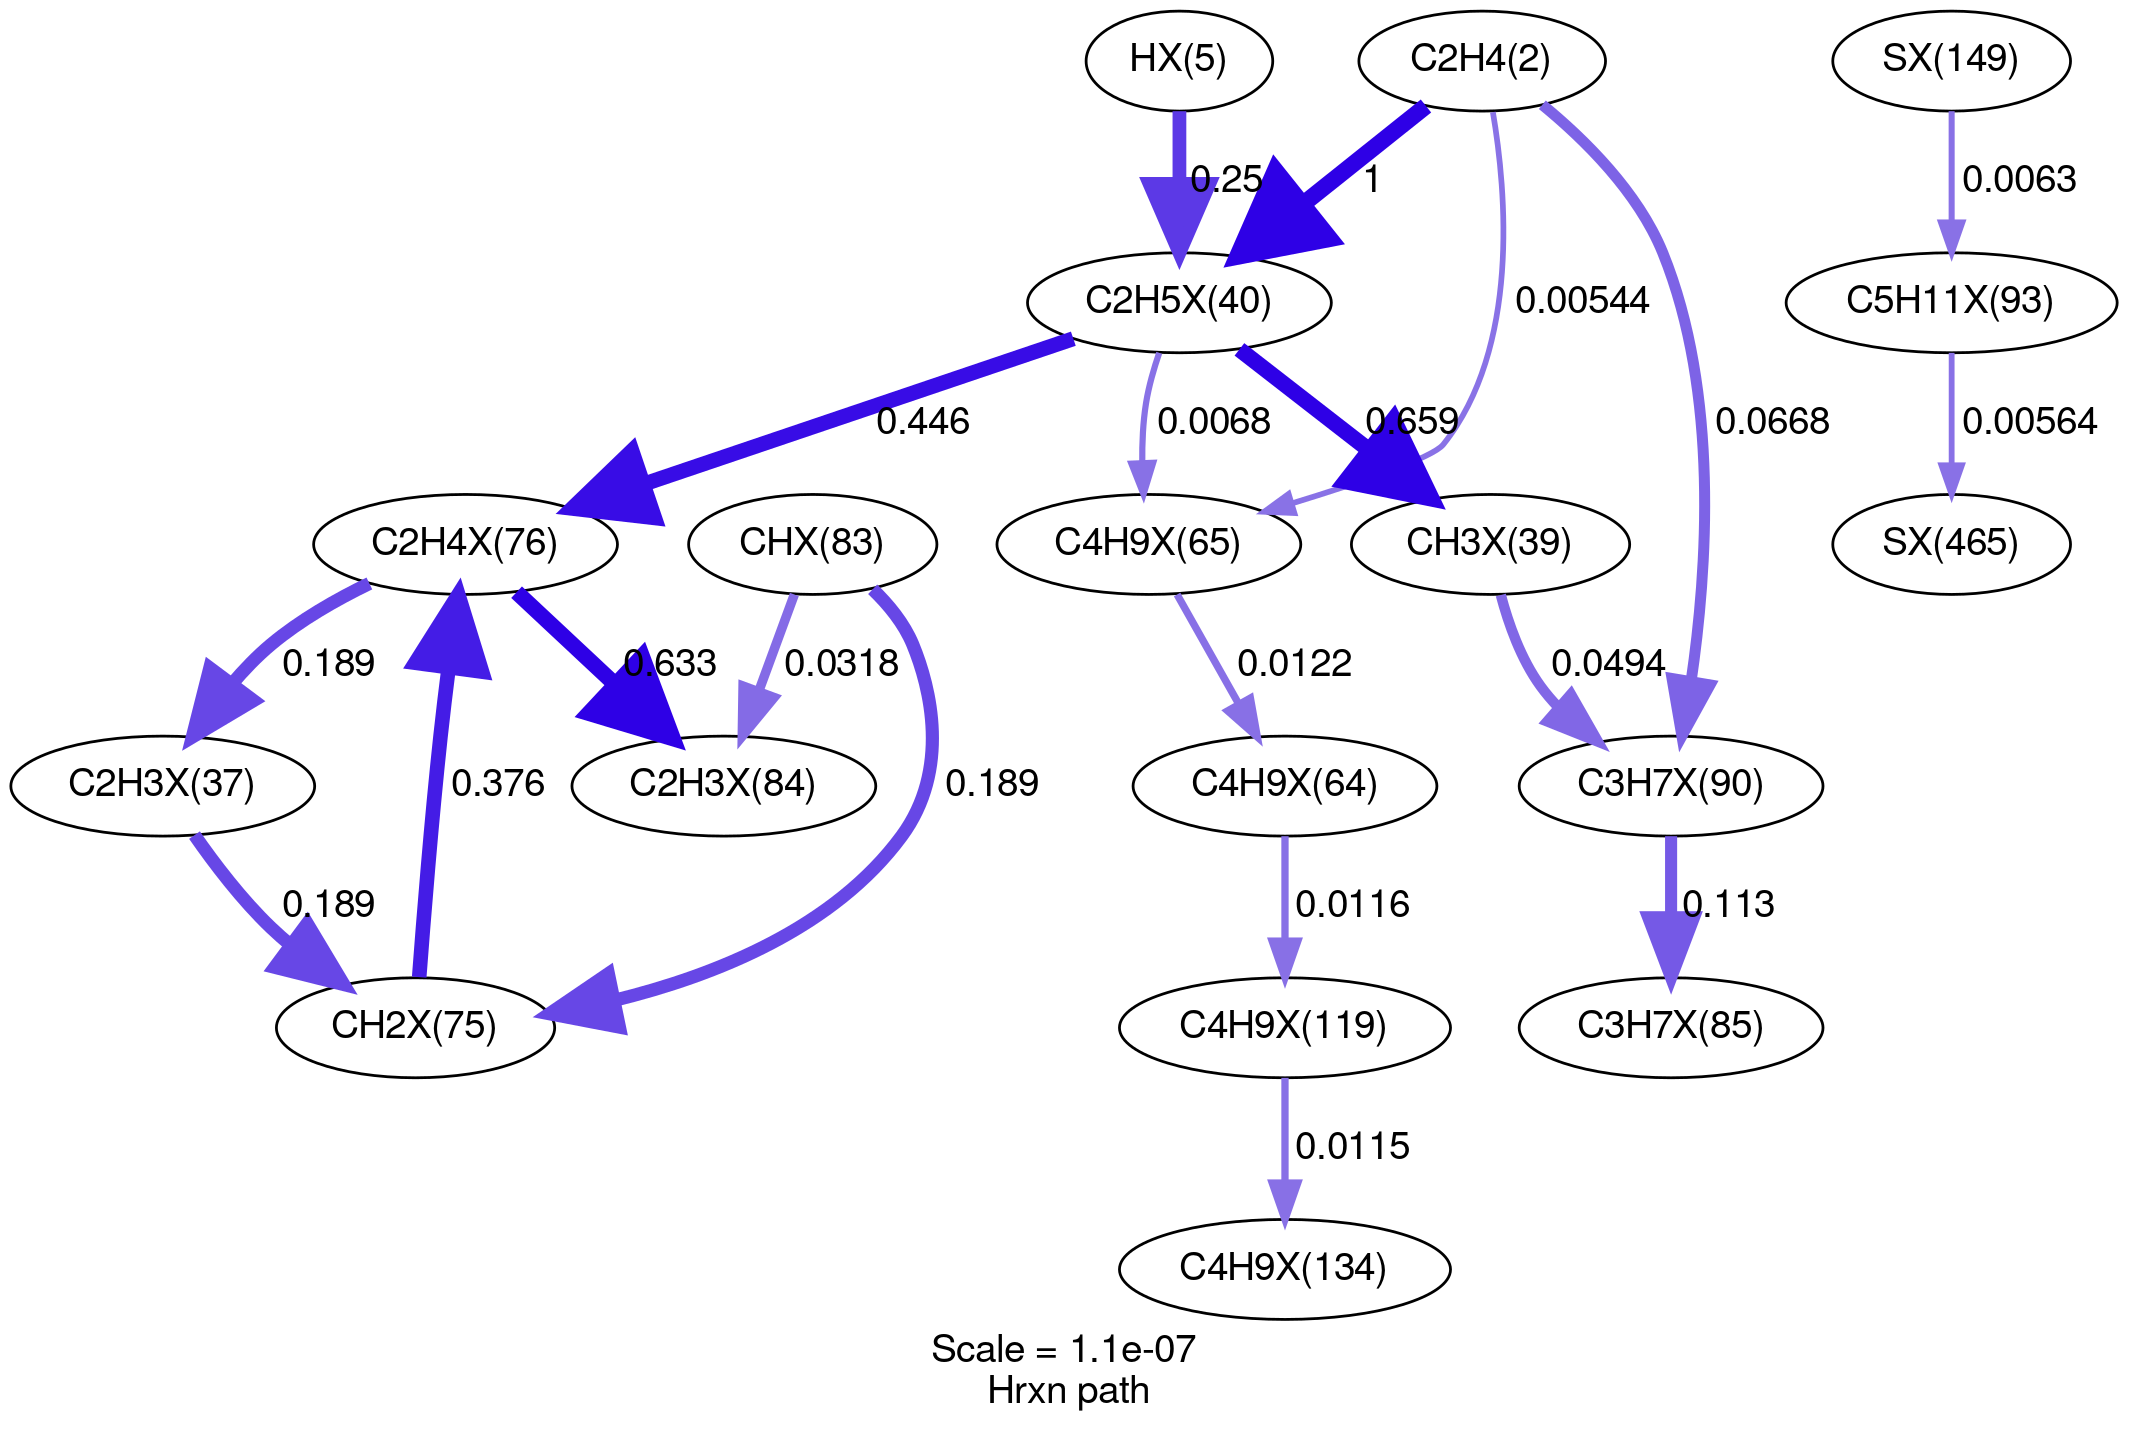 HX(5)
C2H4(2)
SX(149)
0.25
1
0.0063
C2H5X(40)
0.00544
C5H11X(93)
0.446
0.0068
0.659
0.0668
0.00564
C2H4X(76)
CHX(83)
C4H9X(65)
CH3X(39)
SX(465)
0.189
0.633
0.0318
0.0122
0.0494
C2H3X(37)
0.376
C2H3X(84)
0.189
C4H9X(64)
C3H7X(90)
0.189
0.0116
0.113
CH2X(75)
C4H9X(119)
C3H7X(85)
0.0115
C4H9X(134)
Scale = 1.1e-07
Hrxn path